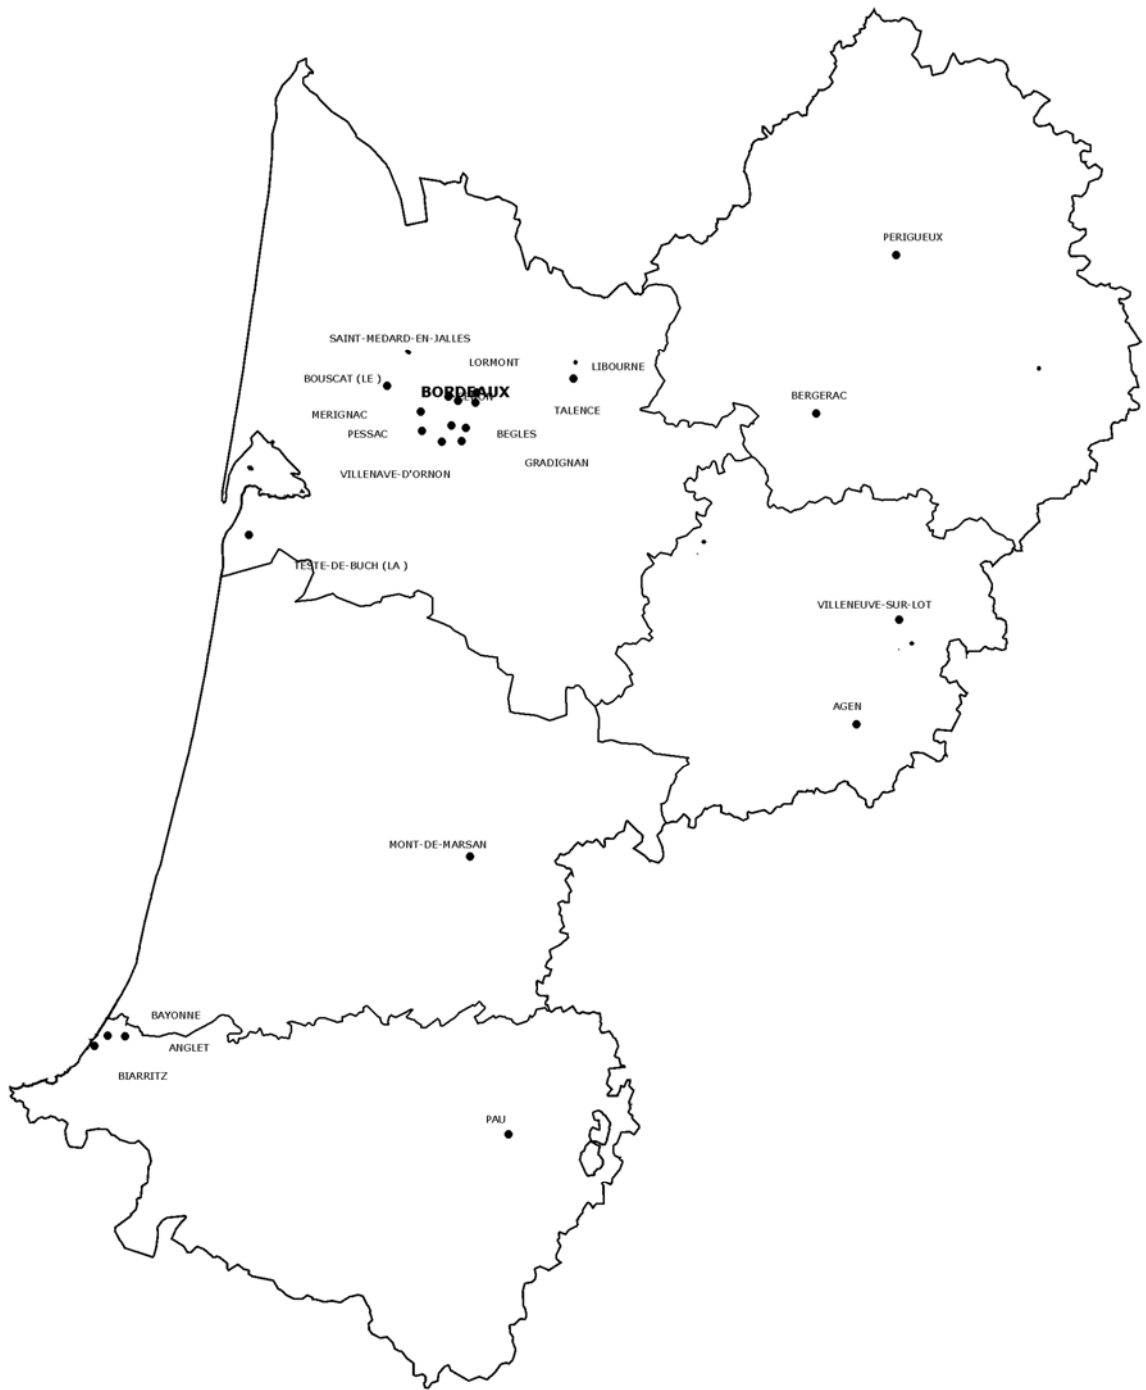 PERIGUEUX
SAINT-MEDARD-EN-JALLES
LORMONT
LIBOURNE
BOUSCAT (LE )
BORDEAUX
BERGERAC
MERIGNAC
TALENCE
PESSAC
BEGLES
GRADIGNAN
VILLENAVE-D'ORNON
TESTE-DE-BUCH (LA )
VILLENEUVE-SUR-LOT
AGEN
MONT-DE-MARSAN
BAYONNE
ANGLET
BIARRITZ
PAU